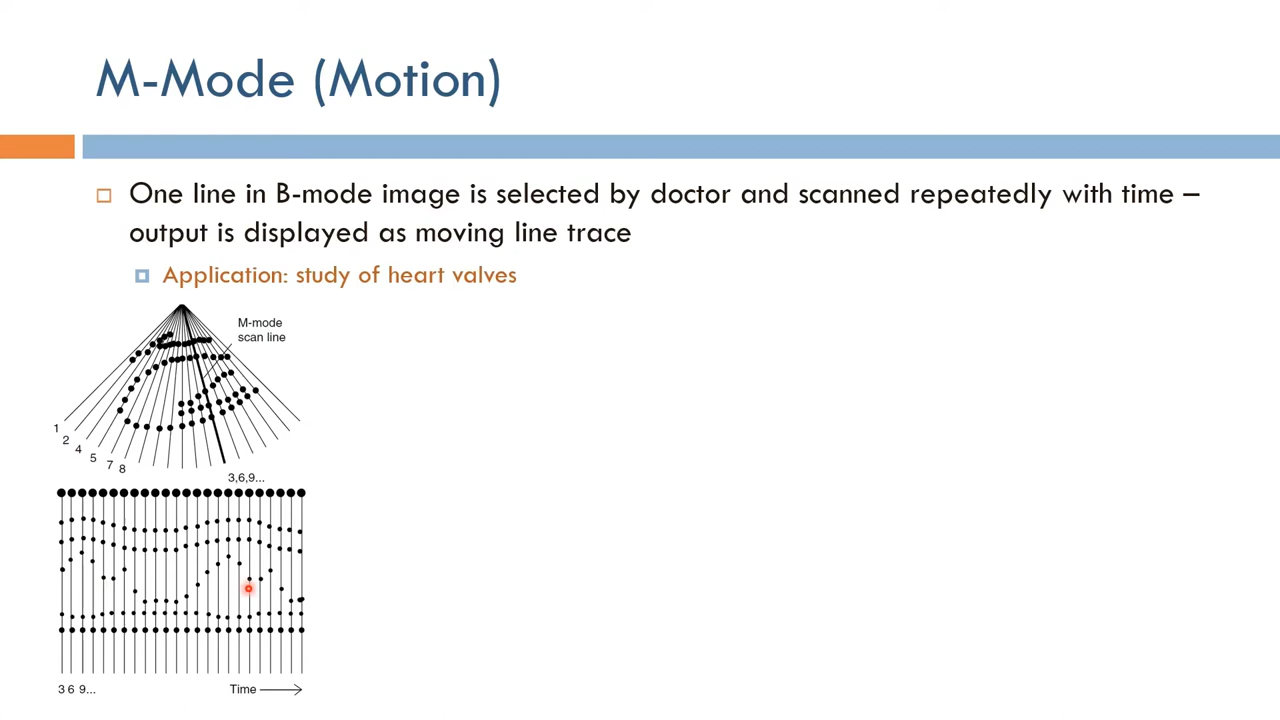 M-Mode (Motion)
One line in B-mode image is selected by doctor and scanned repeatedly with time –
output is displayed as moving line trace
Application: study of heart valves
M-mode
scan line
1
2
4
5
7
8
3,6,9...
3 6 9...
Time